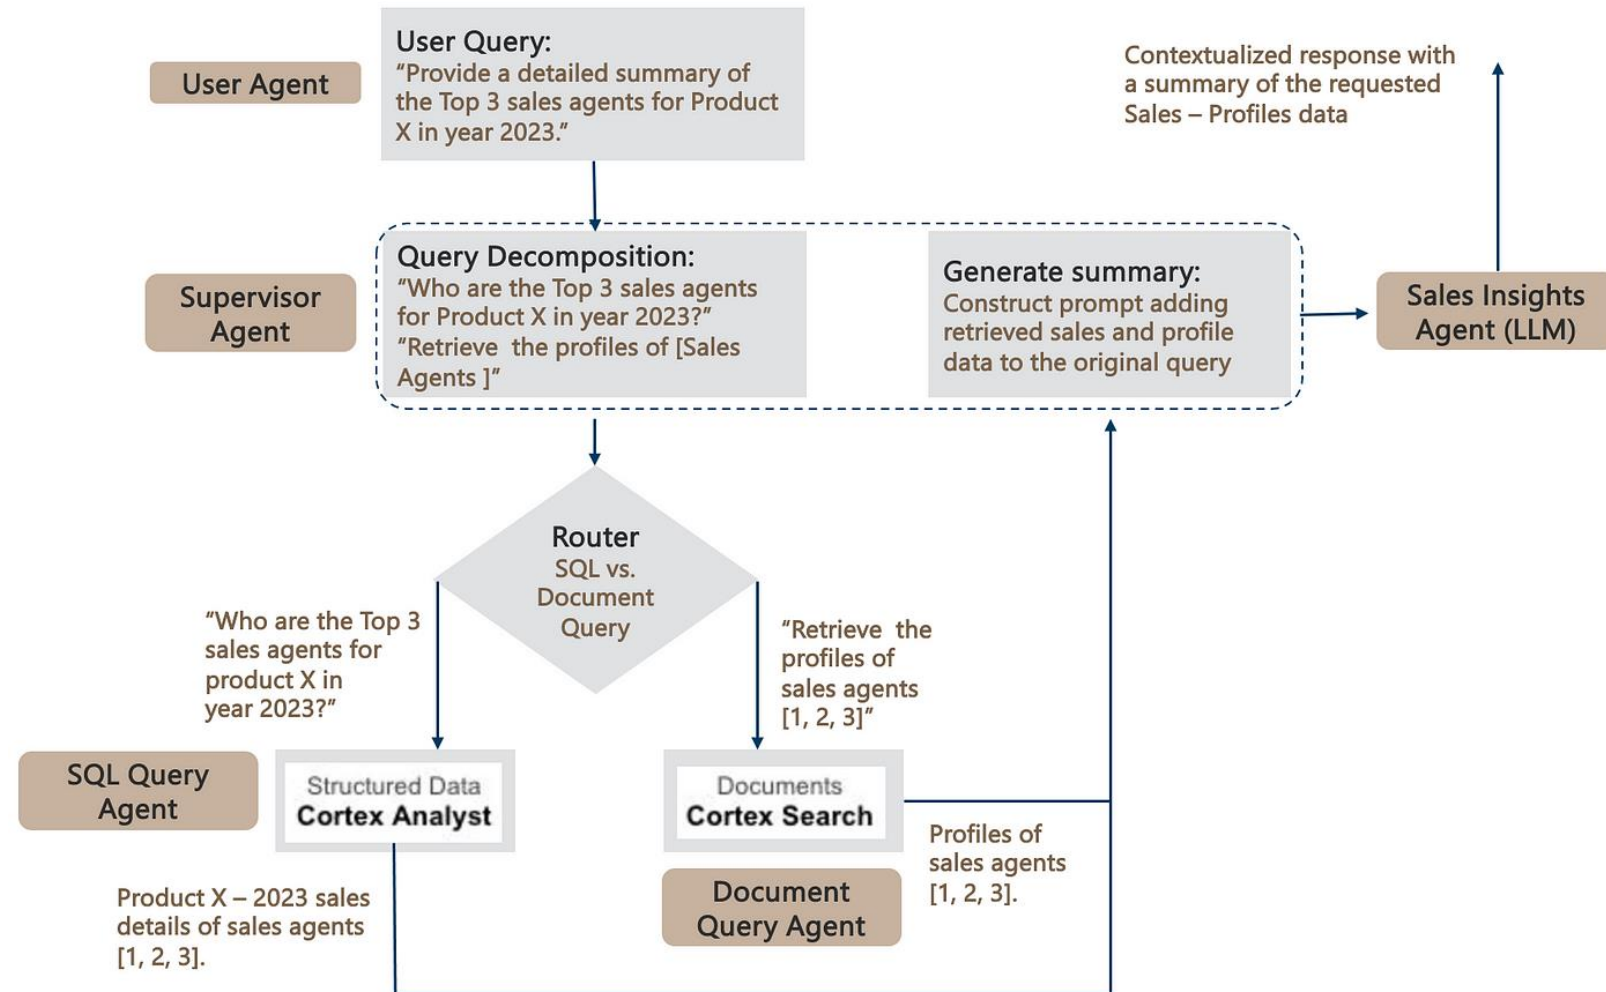 User Agent
User Query:
“Provide a detailed summary of
the Top 3 sales agents for Product
X in year 2023.”
Contextualized response with
a summary of the requested
Sales – Profiles data
Supervisor
Agent
Query Decomposition:
“Who are the Top 3 sales agents
for Product X in year 2023?”
“Retrieve the profiles of [Sales
Agents ]”
Generate summary:
Construct prompt adding
retrieved sales and profile
data to the original query
Sales Insights
Agent (LLM)
Router
SQL vs.
Document
Query
“Who are the Top 3
sales agents for
product X in
year 2023?”
“Retrieve the
profiles of
sales agents
[1, 2, 3]”
SQL Query
Agent
Structured Data
Cortex Analyst
Documents
Cortex Search
Product X – 2023 sales
details of sales agents
[1, 2, 3].
Document
Query Agent
Profiles of
sales agents
[1, 2, 3].